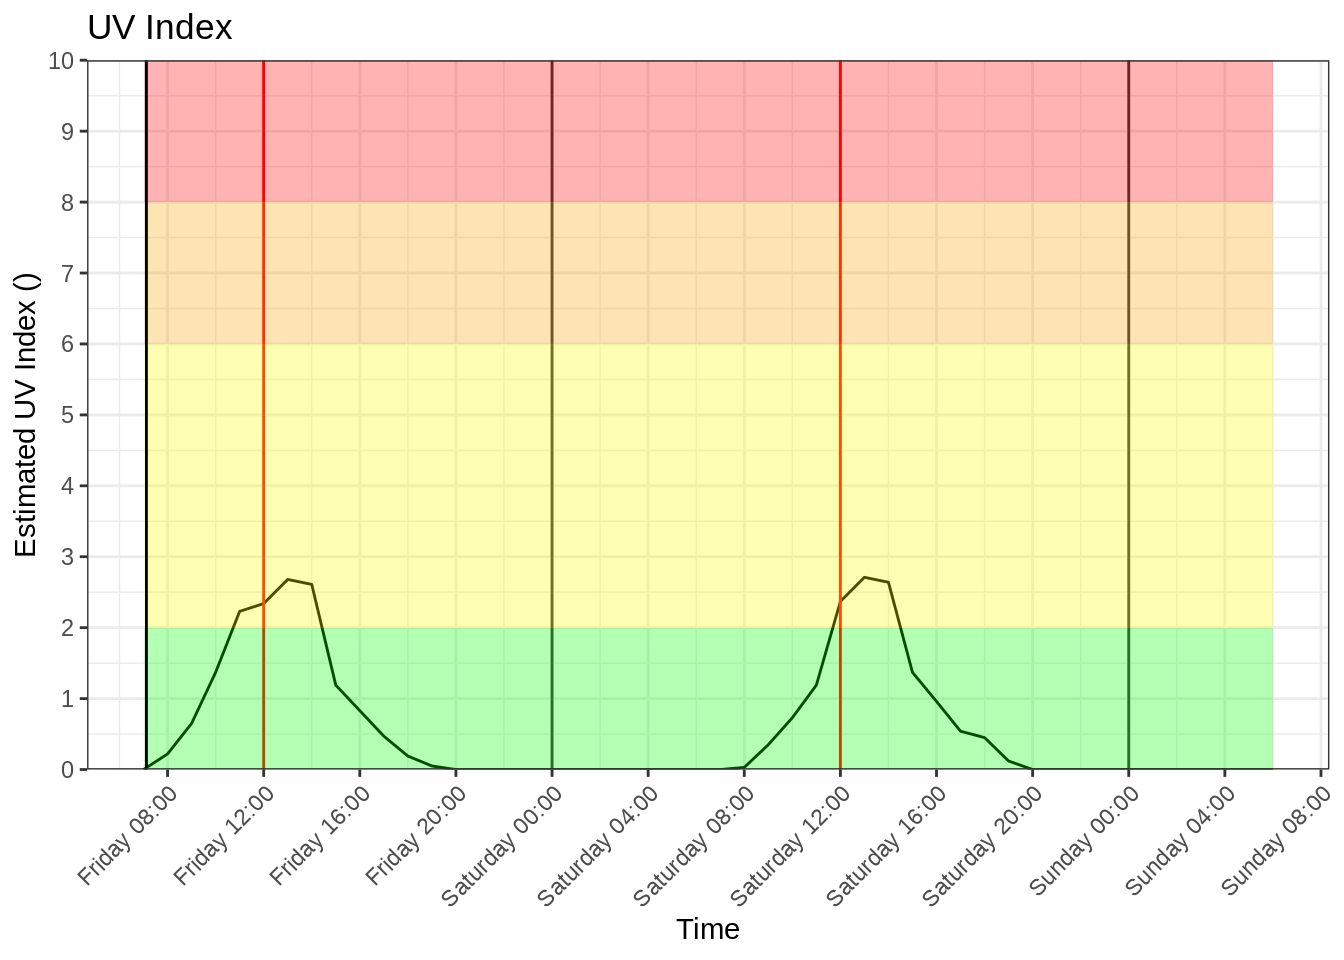 UV Index
Estimated UV Index ()
10
9
8
7
6
5
4
3
2
1
0
Friday 08:00
Friday 12:00
Friday 16:00
Friday 20:00
Saturday 00:00
Saturday 04:00
Saturday 08:00
Saturday 12:00
Saturday 16:00
Saturday 20:00
Sunday 00:00
Sunday 04:00
Sunday 08:00
Time